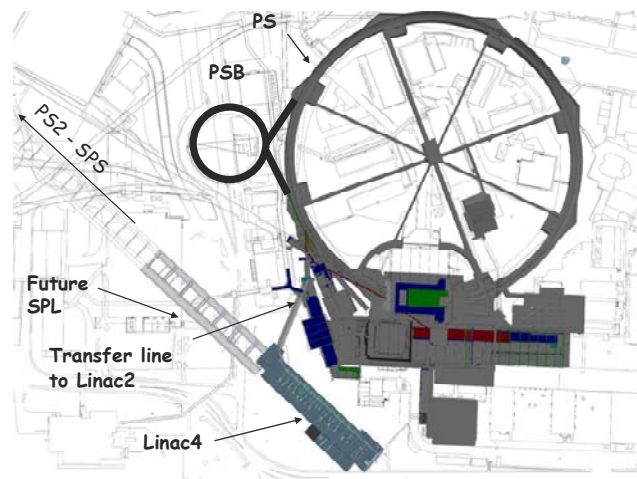 PS
PSB
PS2 - SPS
Future
SPL
Transfer line
to Linac2
Linac4